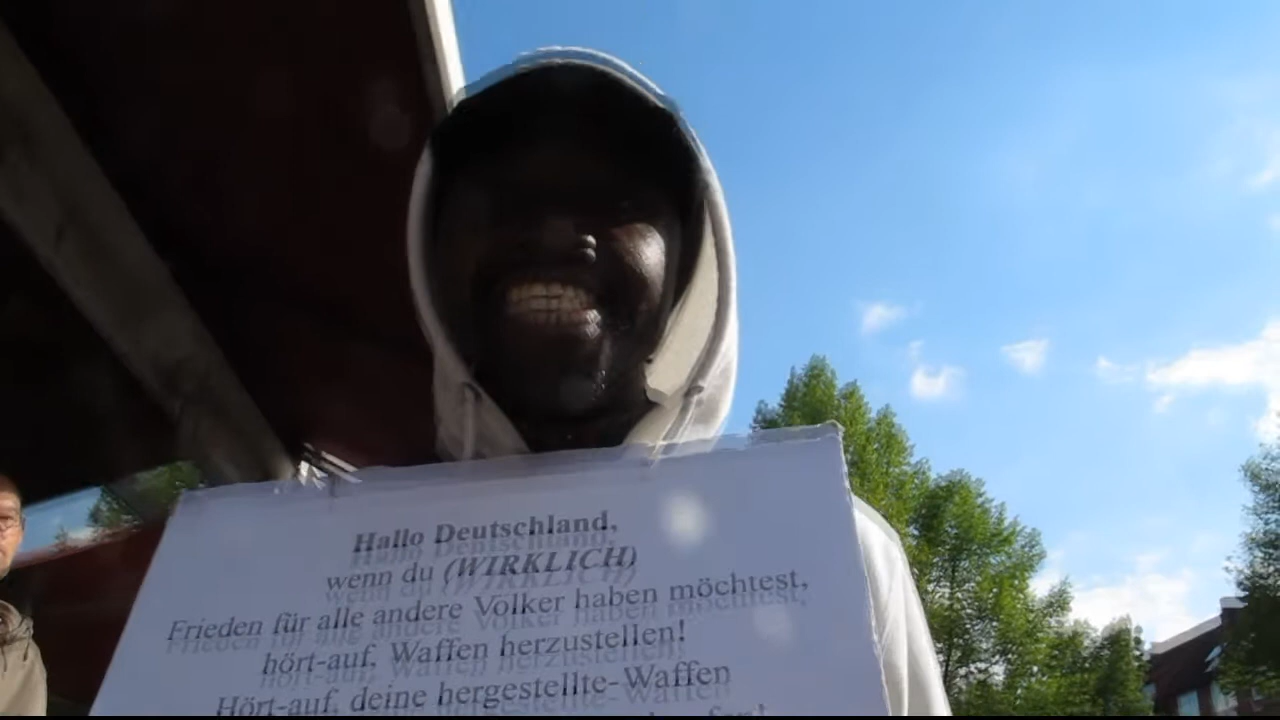 Hallo Deutschland,
wenn du (WIRKLICH)
Frieden für alle andere Völker haben möchtest,
hört-auf, Waffen herzustellen!
Hört-auf, deine hergestellte-Waffen